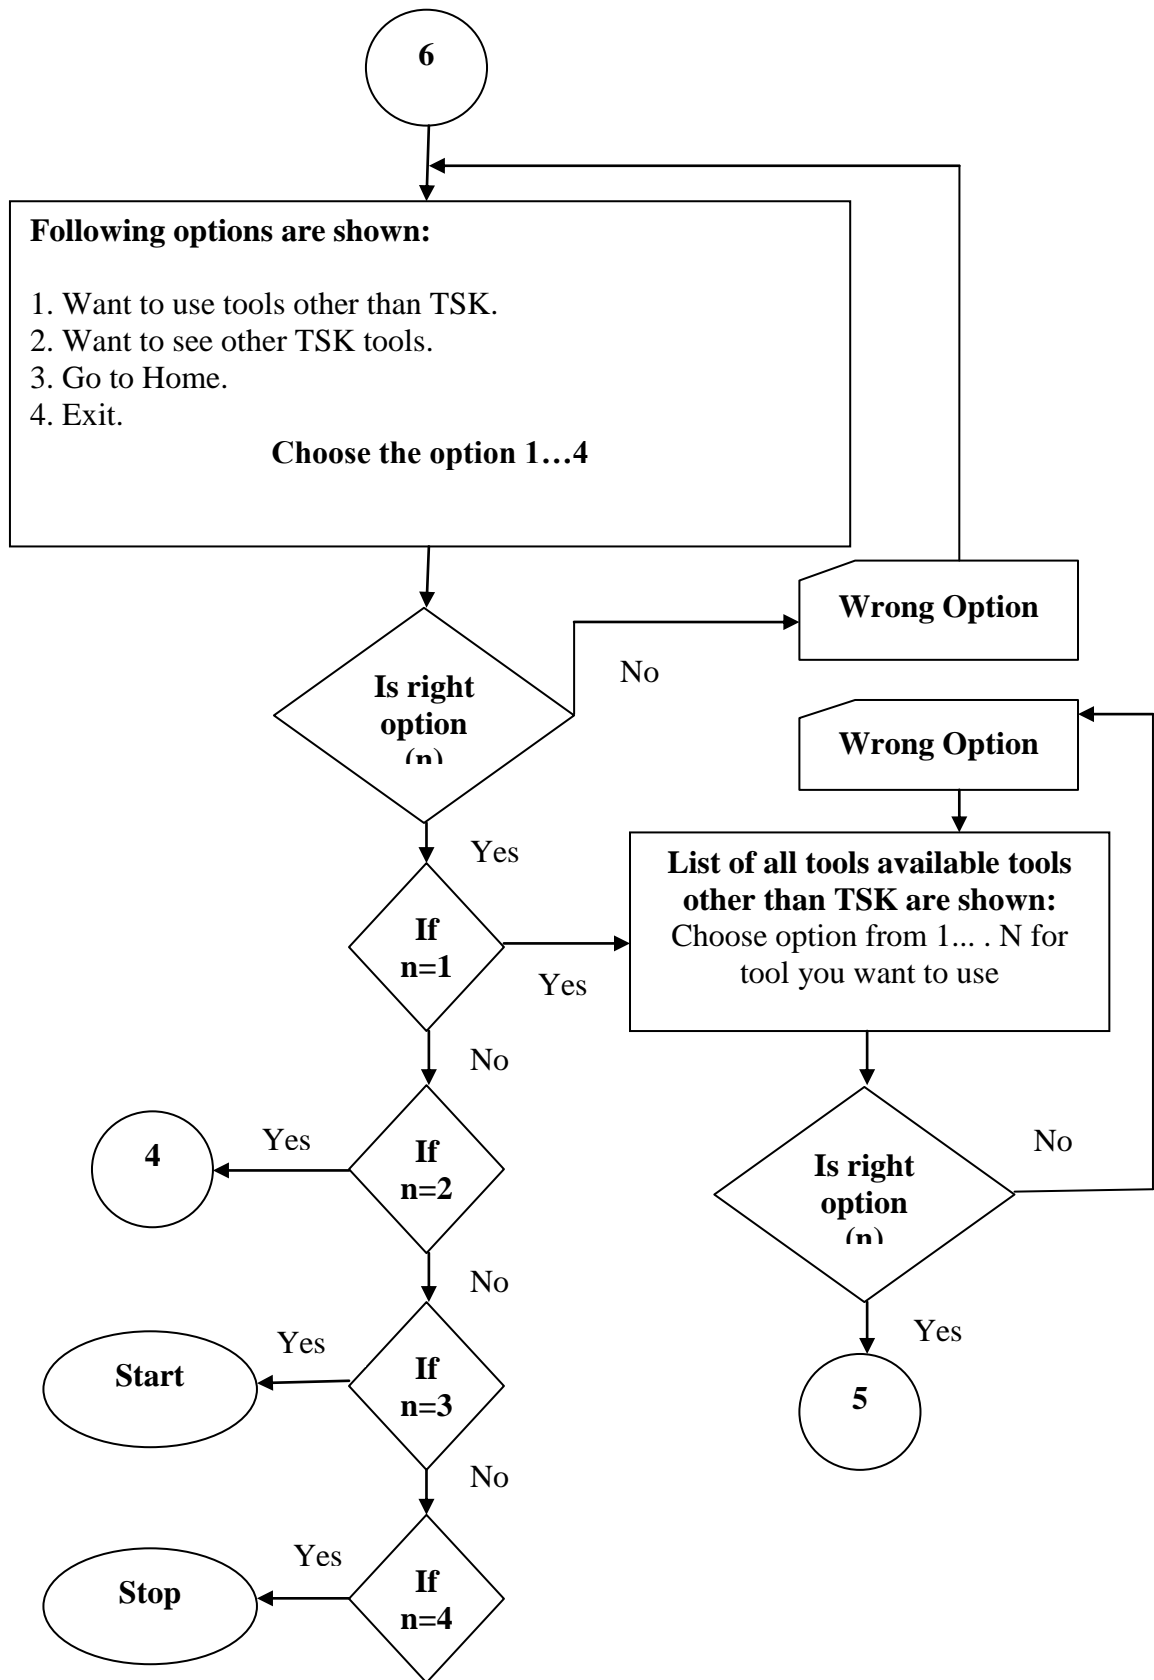 6
Following options are shown:
1. Want to use tools other than TSK.
2. Want to see other TSK tools.
3. Go to Home.
4. Exit.
Choose the option 1…4
Wrong Option
Is right
option
(n)
No
Wrong Option
Yes
List of all tools available tools
other than TSK are shown:
Choose option from 1... . N for
tool you want to use
If
n=1
Yes
No
4
Yes
If
n=2
Is right
option
(n)
No
No
Yes
5
Start
Yes
If
n=3
No
Stop
Yes
If
n=4